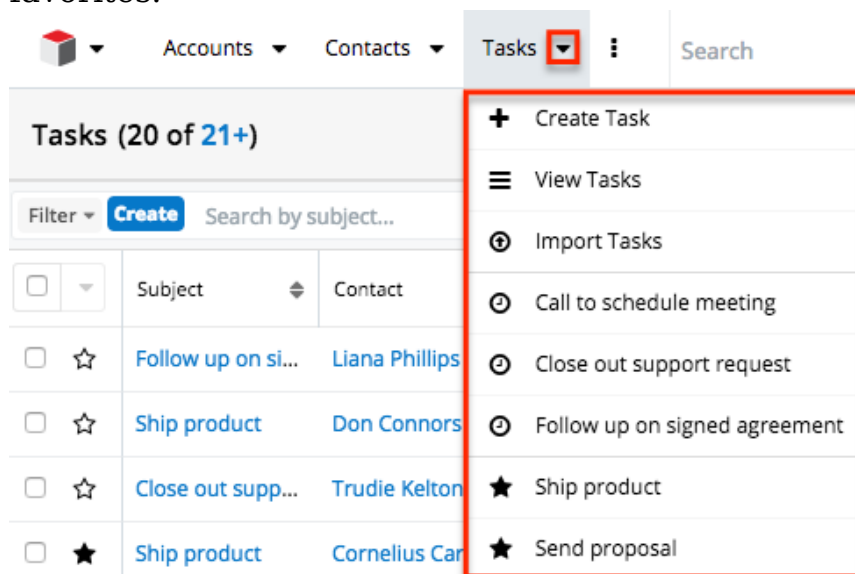 favorites.
Accounts Contacts Tasks Search
Tasks (20 of 21+)
Filter Create Search by subject...
Subject Contact
Follow up on si... Liana Phillips
Ship product Don Connors
Close out supp... Trudie Kelton
Ship product Cornelius Car
Create Task
View Tasks
Import Tasks
Call to schedule meeting
Close out support request
Follow up on signed agreement
Ship product
Send proposal